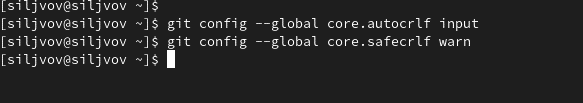 [siljvov@siljvov ~]$
[siljvov@siljvov ~]$ git config --global core.autocrlf input
[siljvov@siljvov ~]$ git config --global core.safecrlf warn
[siljvov@siljvov ~]$